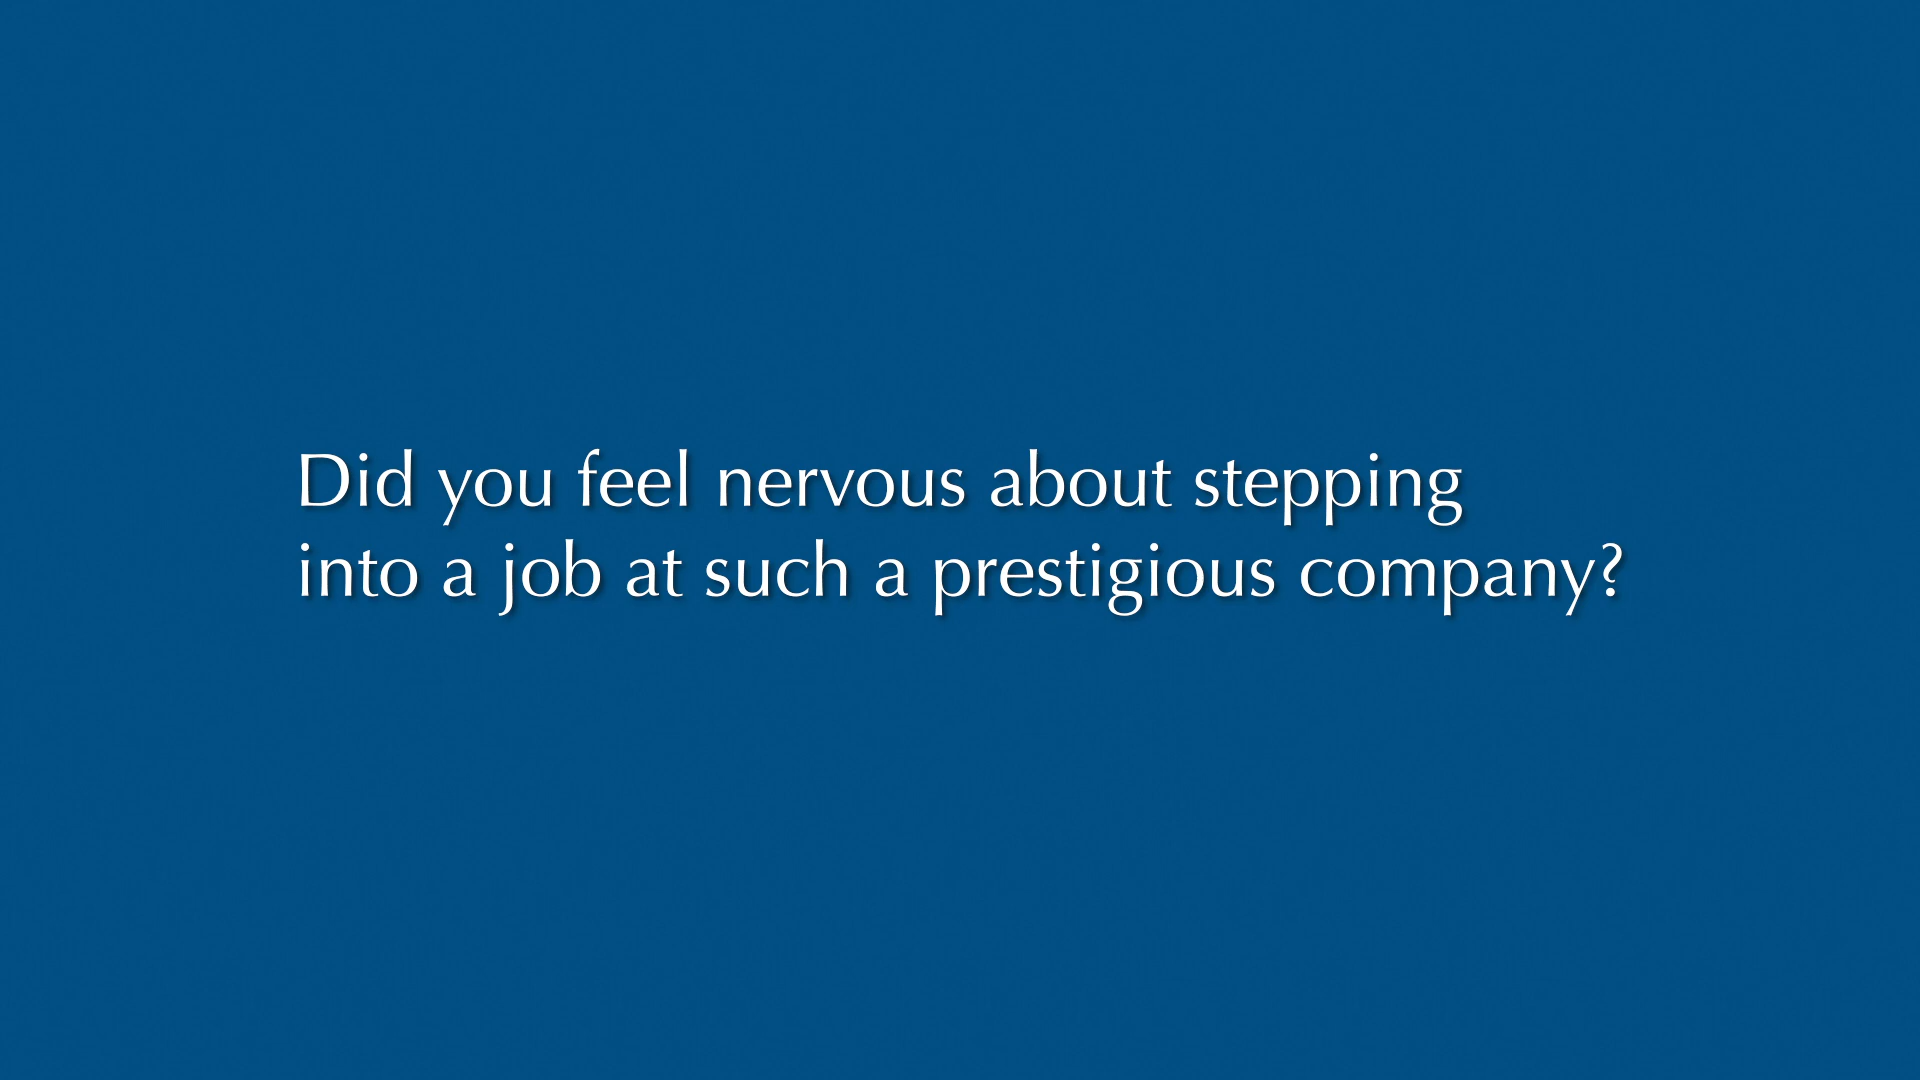 Did you feel nervous about stepping
into a job at such a prestigious company?